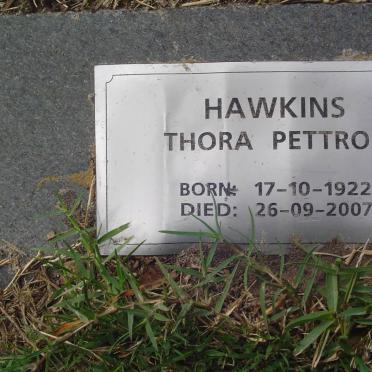 HAWKINS
THORA PETTRO
BORN: 17-10-1922
DIED: 26-09-2007